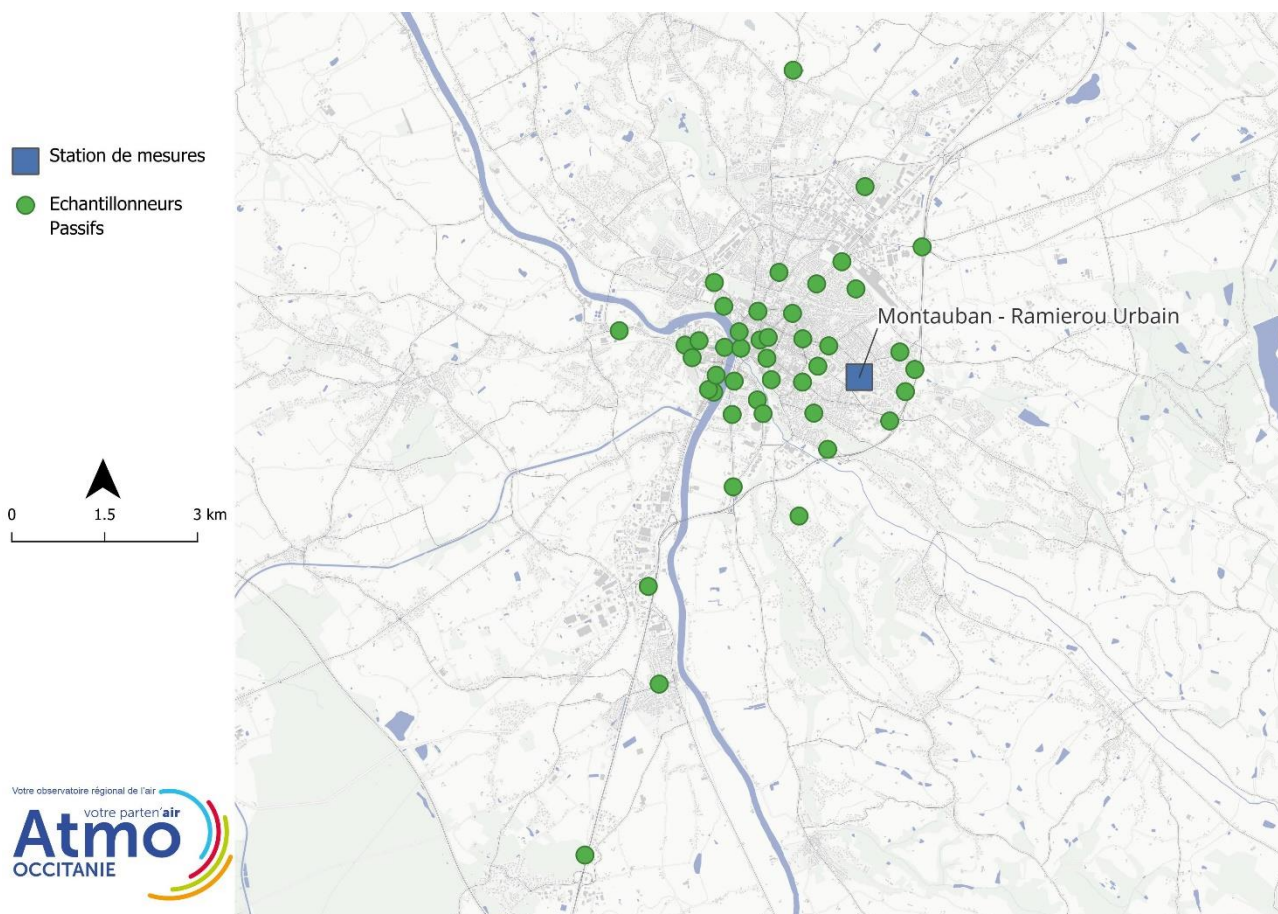 Station de mesures
Echantillonneurs
Passifs
Montauban - Ramierou Urbain
0 1.5 3 km
Votre observatoire régional de l'air
votre parten'air
Atmo
OCCITANIE